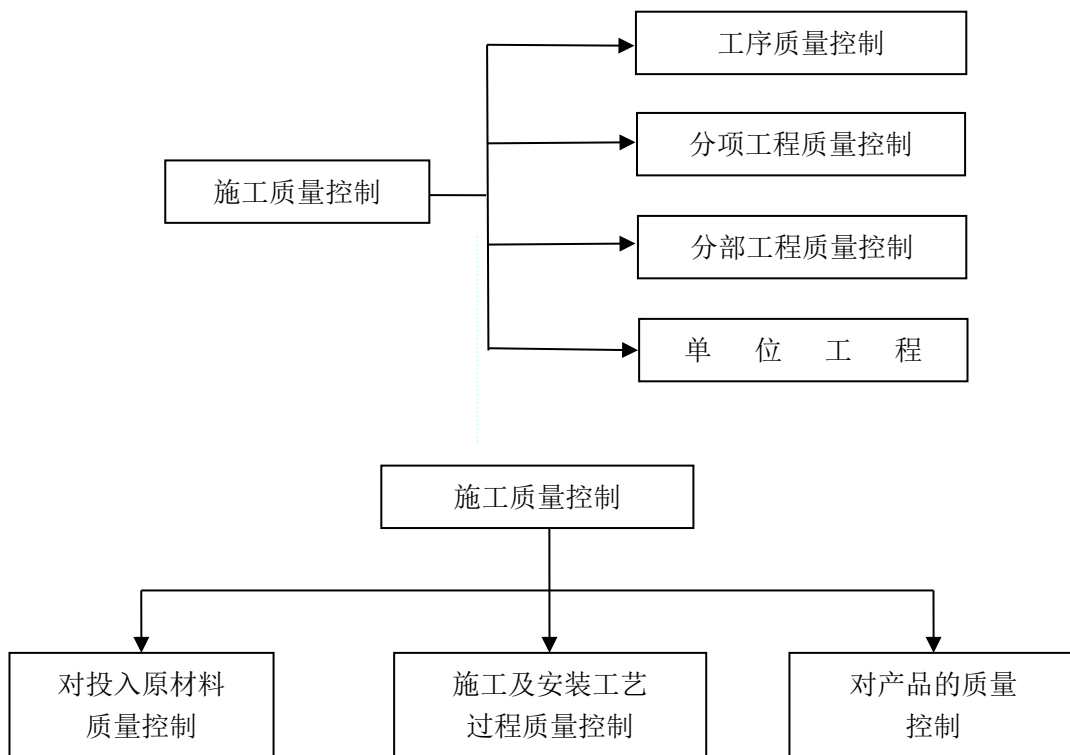 工序质量控制
分项工程质量控制
施工质量控制
分部工程质量控制
单 位 工 程
施工质量控制
对投入原材料
质量控制
施工及安装工艺
过程质量控制
对产品的质量
控制